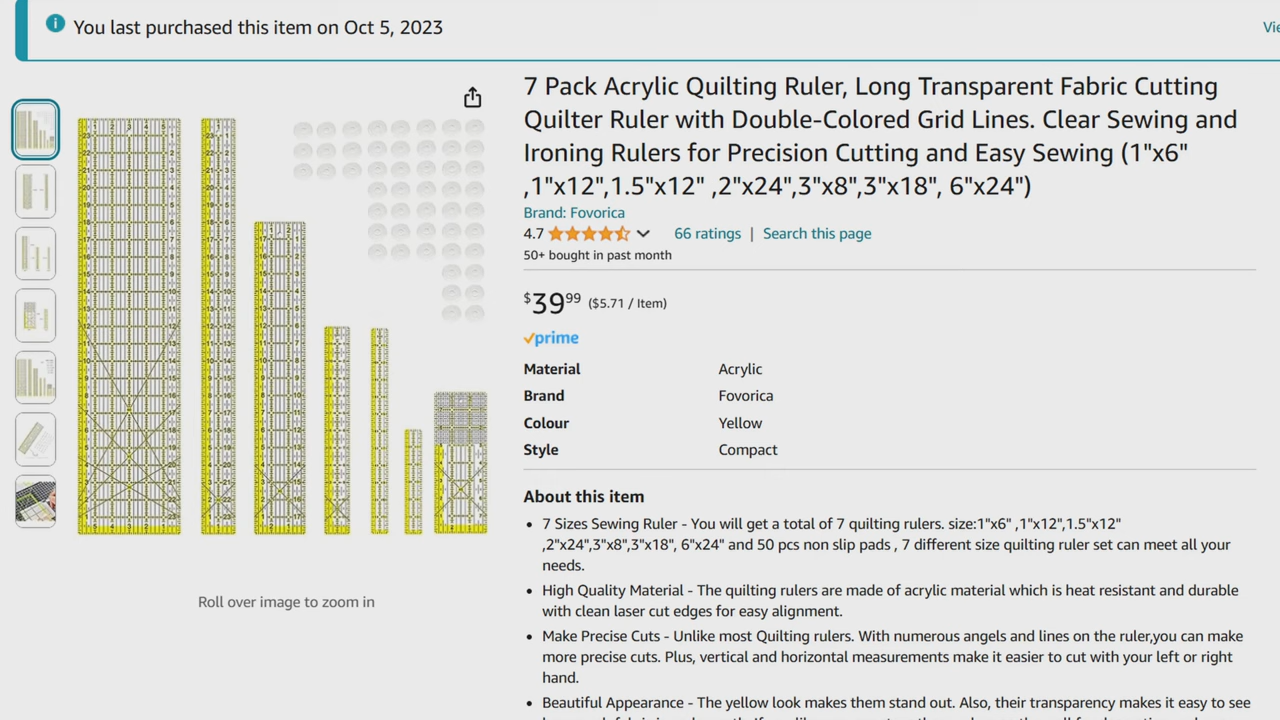 You last purchased this item on Oct 5, 2023
7 Pack Acrylic Quilting Ruler, Long Transparent Fabric Cutting
Quilter Ruler with Double-Colored Grid Lines. Clear Sewing and
Ironing Rulers for Precision Cutting and Easy Sewing (1"x6"
,1"x12",1.5"x12" ,2"x24",3"x8",3"x18", 6"x24")
Brand: Fovorica
4.7 66 ratings | Search this page
50+ bought in past month
$39 99 ($5.71 / Item)
prime
Material Acrylic
Brand Fovorica
Colour Yellow
Style Compact
About this item
• 7 Sizes Sewing Ruler - You will get a total of 7 quilting rulers. size:1"x6" ,1"x12",1.5"x12"
,2"x24",3"x8",3"x18", 6"x24" and 50 pcs non slip pads , 7 different size quilting ruler set can meet all your
needs.
• High Quality Material - The quilting rulers are made of acrylic material which is heat resistant and durable
with clean laser cut edges for easy alignment.
• Make Precise Cuts - Unlike most Quilting rulers. With numerous angels and lines on the ruler,you can make
more precise cuts. Plus, vertical and horizontal measurements make it easier to cut with your left or right
hand.
• Beautiful Appearance - The yellow look makes them stand out. Also, their transparency makes it easy to see
Roll over image to zoom in